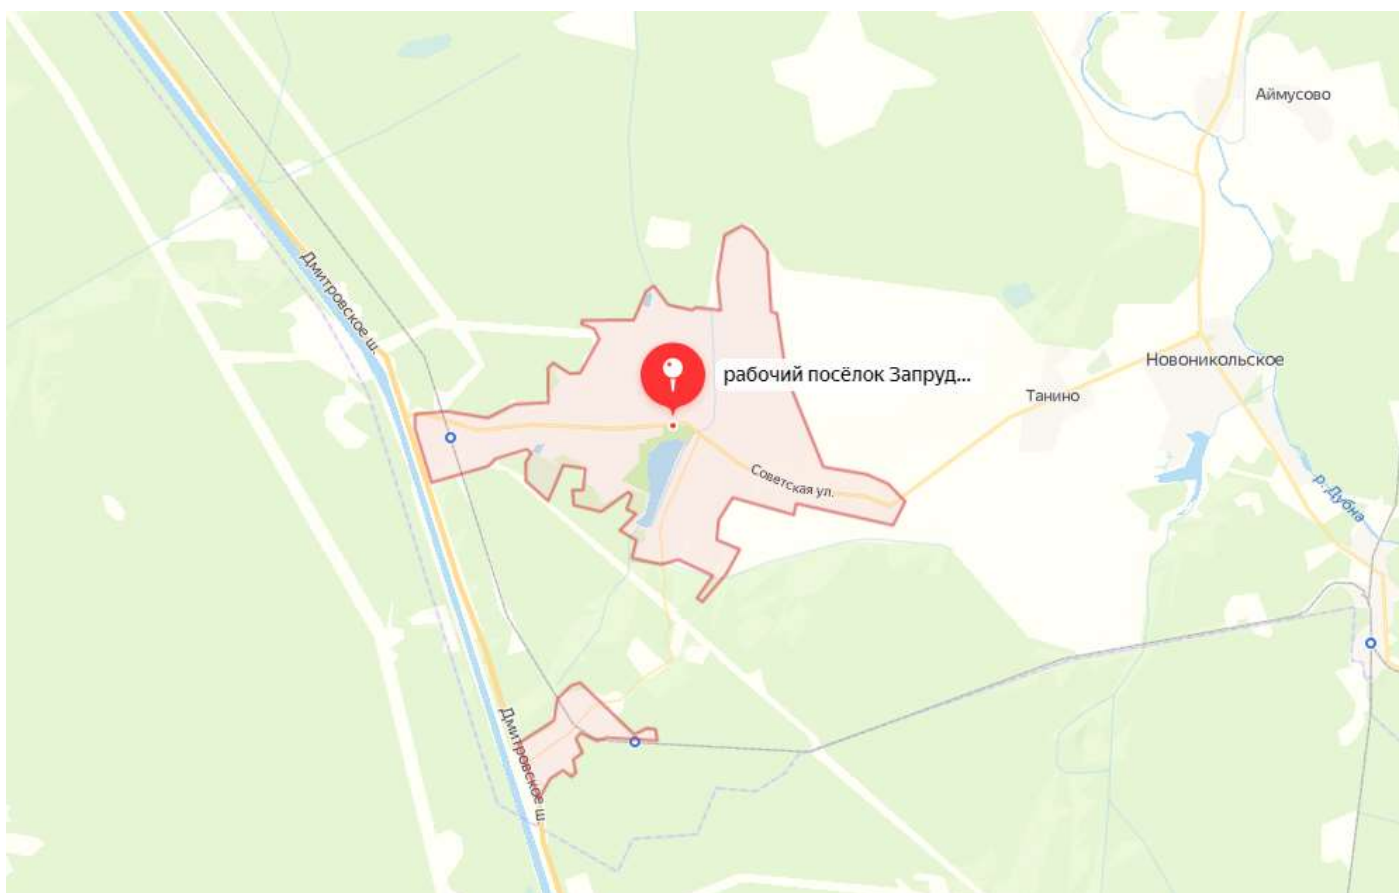 Аймусово
Дмитровское ш.
Новоникольское
рабочий посёлок Запруд...
Танино
Советская ул.
р. Дубна
Дмитровское ш.